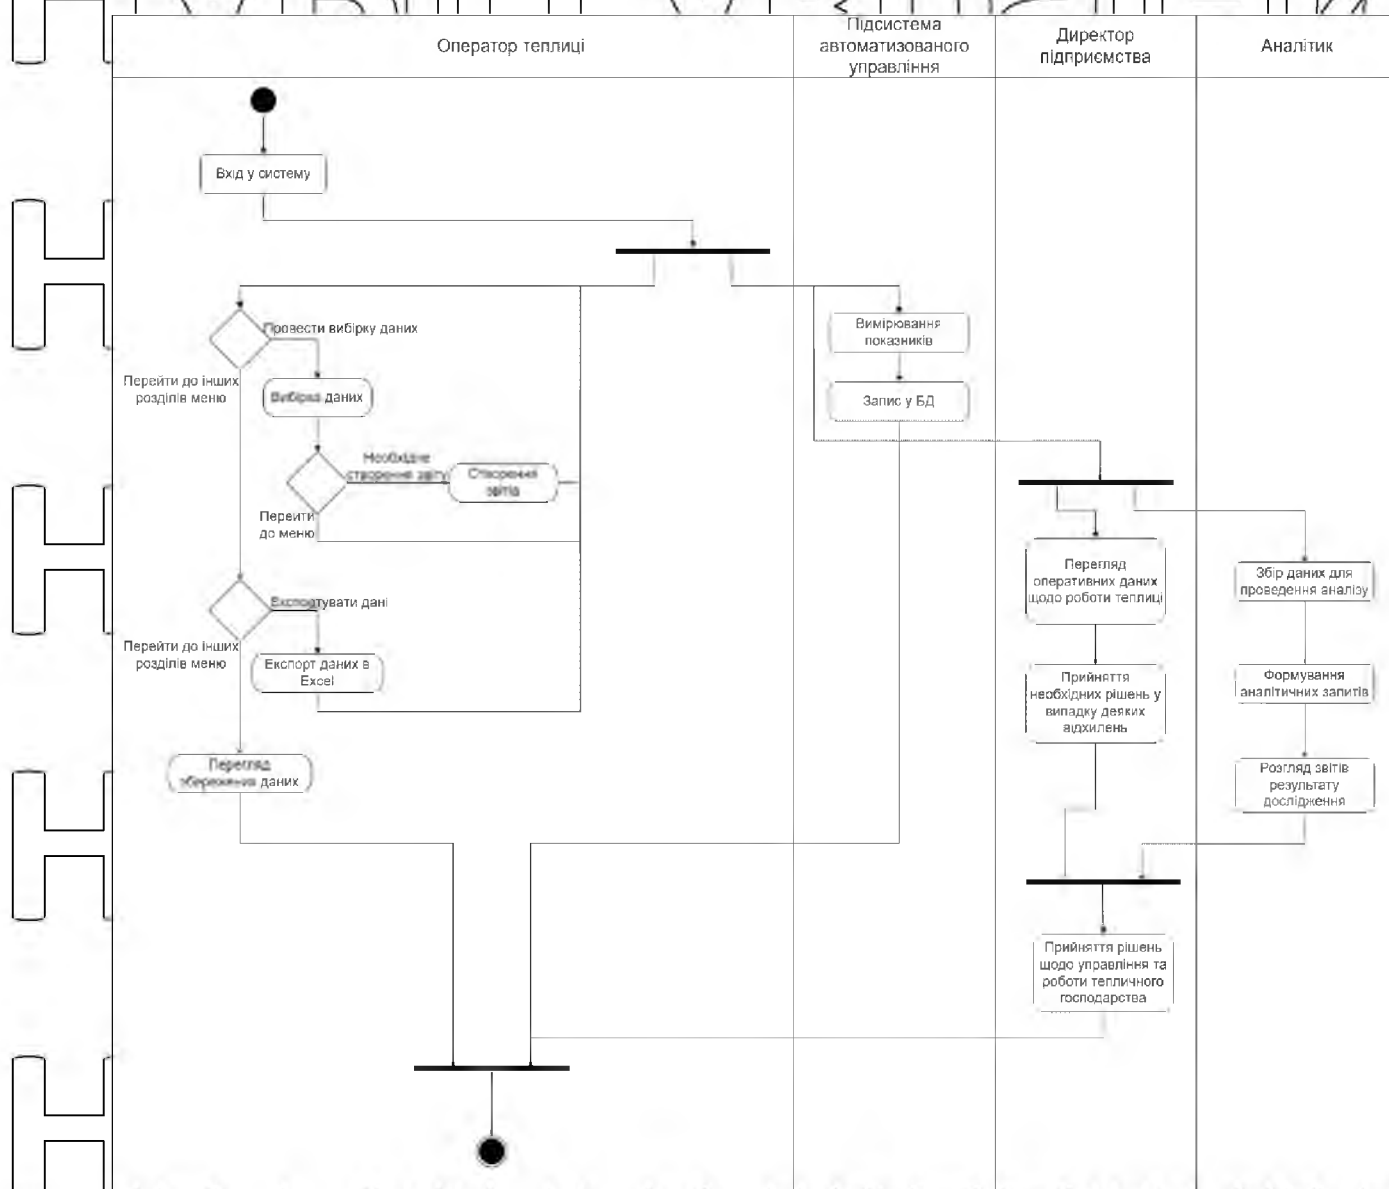 Оператор теплиці
Підсистема
автоматизованого
управління
Директор
підприємства
Аналітик
Вхід у систему
Провести вибірку даних
Перейти до інших
розділів меню
Вибірка даних
Необхідне
створення звіту
Створення
звітів
Перейти
до меню
Експортувати дані
Перейти до інших
розділів меню
Експорт даних в
Excel
Перегляд
збережених даних
Вимірювання
показників
Запис у БД
Перегляд
оперативних даних
щодо роботи теплиці
Прийняття
необхідних рішень у
випадку деяких
відхилень
Збір даних для
проведення аналізу
Формування
аналітичних запитів
Розгляд звітів
результату
дослідження
Прийняття рішень
щодо управління та
роботи тепличного
господарства